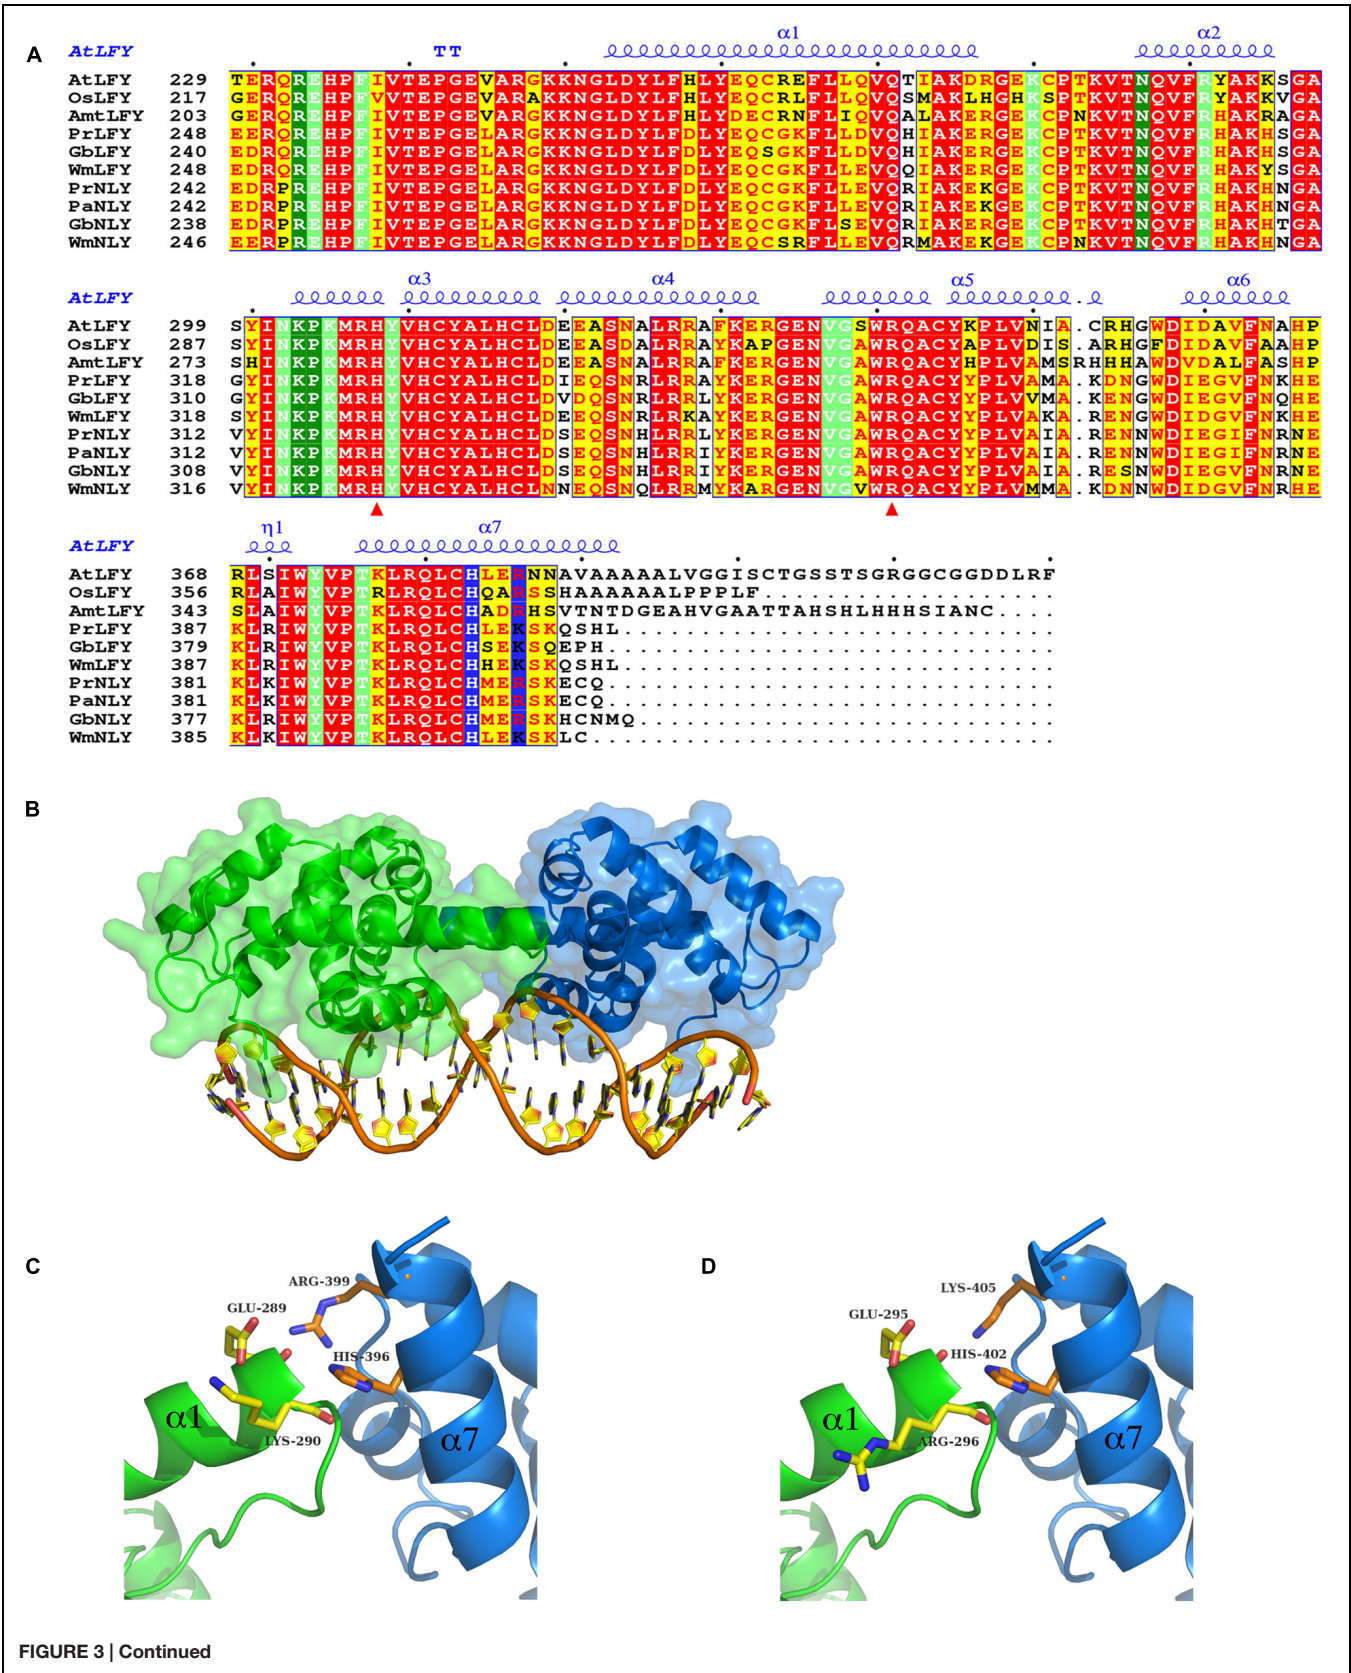 A
AtLFY TT α1 α2
AtLFY 229 TERQREHPFIVTEPGEVARGKKNGLDYLFHLYEQCREFLLQVQTIAKDRGEKCPTKVTNQVFRYAKKSGA
OsLFY 217 GERQREHPFVVTEPGEVARAKKNGLDYLFHLYEQCRLFLLQVQSMAKLHGHKSPTKVTNQVFRYAKKVGA
AmtLFY 203 GERQREHPFIVTEPGEVARGKKNGLDYLFHLYDECRNFLIQVQALAKERGEKCPNKVTNQVFRHAKRAGA
PrLFY 248 EERQREHPFIVTEPGELARGKKNGLDYLFDLYEQCGKFLLDVQHIAKERGEKCPTKVTNQVFRHAKHSGA
GbLFY 240 EDRQREHPFIVTEPGELARGKKNGLDYLFDLYEQSGKFLLDVQHIAKERGEKCPTKVTNQVFRHAKHSGA
WmLFY 248 EDRQREHPFIVTEPGELARGKKNGLDYLFDLYEQCGKFLLEVQQIAKERGEKCPTKVTNQVFRHAKYSGA
PrNLY 242 EDRPREHPFIVTEPGELARGKKNGLDYLFDLYEQCGKFLLEVQRIAKEKGEKCPTKVTNQVFRHAKHNGA
PaNLY 242 EDRPREHPFIVTEPGELARGKKNGLDYLFDLYEQCGKFLLEVQRIAKEKGEKCPTKVTNQVFRHAKHNGA
GbNLY 238 EDRPREHPFIVTEPGELARGKKNGLDYLFDLYEQCGKFLSEVQRIAKERGEKCPTKVTNQVFRHAKHTGA
WmNLY 246 EERPREHPFIVTEPGELARGKKNGLDYLFDLYEQCSRFLLEVQRMAKEKGEKCPNKVTNQVFRHAKHNGA
AtLFY α3 α4 α5 . α6
AtLFY 299 SYINKPKMRHYVHCYALHCLDEEASNALRRAFKERGENVGSWRQACYKPLVNIA.CRHGWDIDAVFNAHP
OsLFY 287 SYINKPKMRHYVHCYALHCLDEEASDALRRAYKAPGENVGAWRQACYAPLVDIS.ARHGFDIDAVFAAHP
AmtLFY 273 SHINKPKMRHYVHCYALHCLDEEASDALRRAFKERGENVGAWRQACYHPLVAMSRHHHAWDVDALFASHP
PrLFY 318 GYINKPKMRHYVHCYALHCLDIEQSNRLRRAYKERGENVGAWRQACYYPLVAMA.KDNGWDIEGVFNKHE
GbLFY 310 GYINKPKMRHYVHCYALHCLDVDQSNRLRRLYKERGENVGAWRQACYYPLVVMA.RENGWDIEGVFNQHE
WmLFY 318 SYINKPKMRHYVHCYALHCLDEEQSNRLRKAYKERGENVGAWRQACYYPLVAKA.RENGWDIEGVFNKHE
PrNLY 312 VYINKPKMRHYVHCYALHCLDSEQSNHLRRLYKERGENVGAWRQACYYPLVAIA.RENNWDIEGIFNRNE
PaNLY 312 VYINKPKMRHYVHCYALHCLDSEQSNHLRRIYKERGENVGAWRQACYYPLVAIA.RENNWDIEGIFNRNE
GbNLY 308 VYINKPKMRHYVHCYALHCLDSEQSNHLRRIYKERGENVGAWRQACYYPLVAIA.RESNWDIEGVFNRNE
WmNLY 316 VYINKPKMRHYVHCYALHCLNNEQSNQLRRMYKARGENVGVWRQACYYPLVMMA.KDNNWDIDGVFNRHE
AtLFY η1 α7
AtLFY 368 RLSIWYVPTKLRQLCHLERNNAVAAAAALVGGISCTGSSTSGRGGCGGDDLRF
OsLFY 356 RLAIWYVPTRLRQLCHQARSSHAAAAAALPPPLF...................
AmtLFY 343 SLAIWYVPTKLRQLCHADRHSVTNTDGEAHVGAATTAHSHLHHHSIANC....
PrLFY 387 KLRIWYVPTKLRQLCHLEKSKQSHL............................
GbLFY 379 KLRIWYVPTKLRQLCHSEKSQEPH.............................
WmLFY 387 KLRIWYVPTKLRQLCHHEKSKQSHL............................
PrNLY 381 KLKIWYVPTKLRQLCHMERSKECQ.............................
PaNLY 381 KLKIWYVPTKLRQLCHMERSKECQ.............................
GbNLY 377 KLRIWYVPTKLRQLCHMERSKHCNMQ...........................
WmNLY 385 KLKIWYVPTKLRQLCHLEKSKLC..............................
B
C
ARG-399
GLU-289
HIS-396
α1
LYS-290
α7
D
LYS-405
GLU-295
HIS-402
α1
ARG-296
α7
FIGURE 3 | Continued